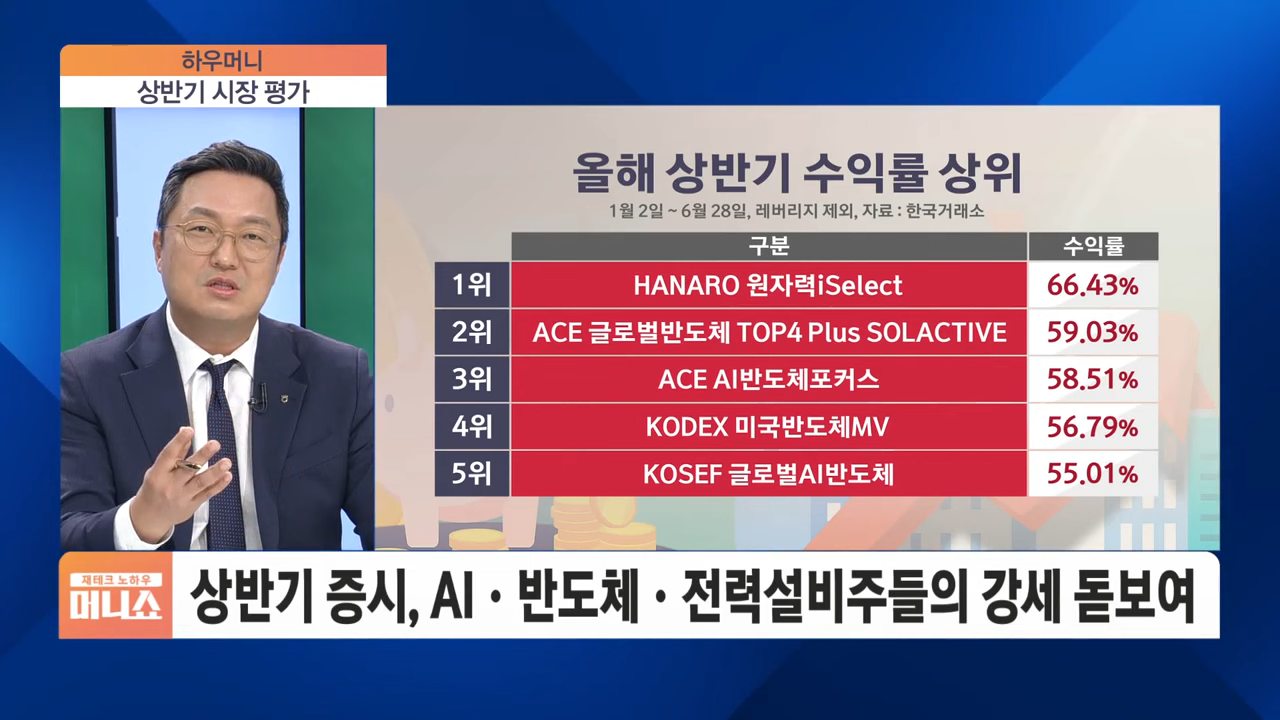 하우머니
상반기 시장 평가
올해 상반기 수익률 상위
1월 2일 ~ 6월 28일, 레버리지 제외, 자료 : 한국거래소
구분 수익률
1위 HANARO 원자력iSelect 66.43%
2위 ACE 글로벌반도체 TOP4 Plus SOLACTIVE 59.03%
3위 ACE AI반도체포커스 58.51%
4위 KODEX 미국반도체MV 56.79%
5위 KOSEF 글로벌AI반도체 55.01%
재테크 노하우
머니쇼
상반기 증시, AI · 반도체 · 전력설비주들의 강세 돋보여